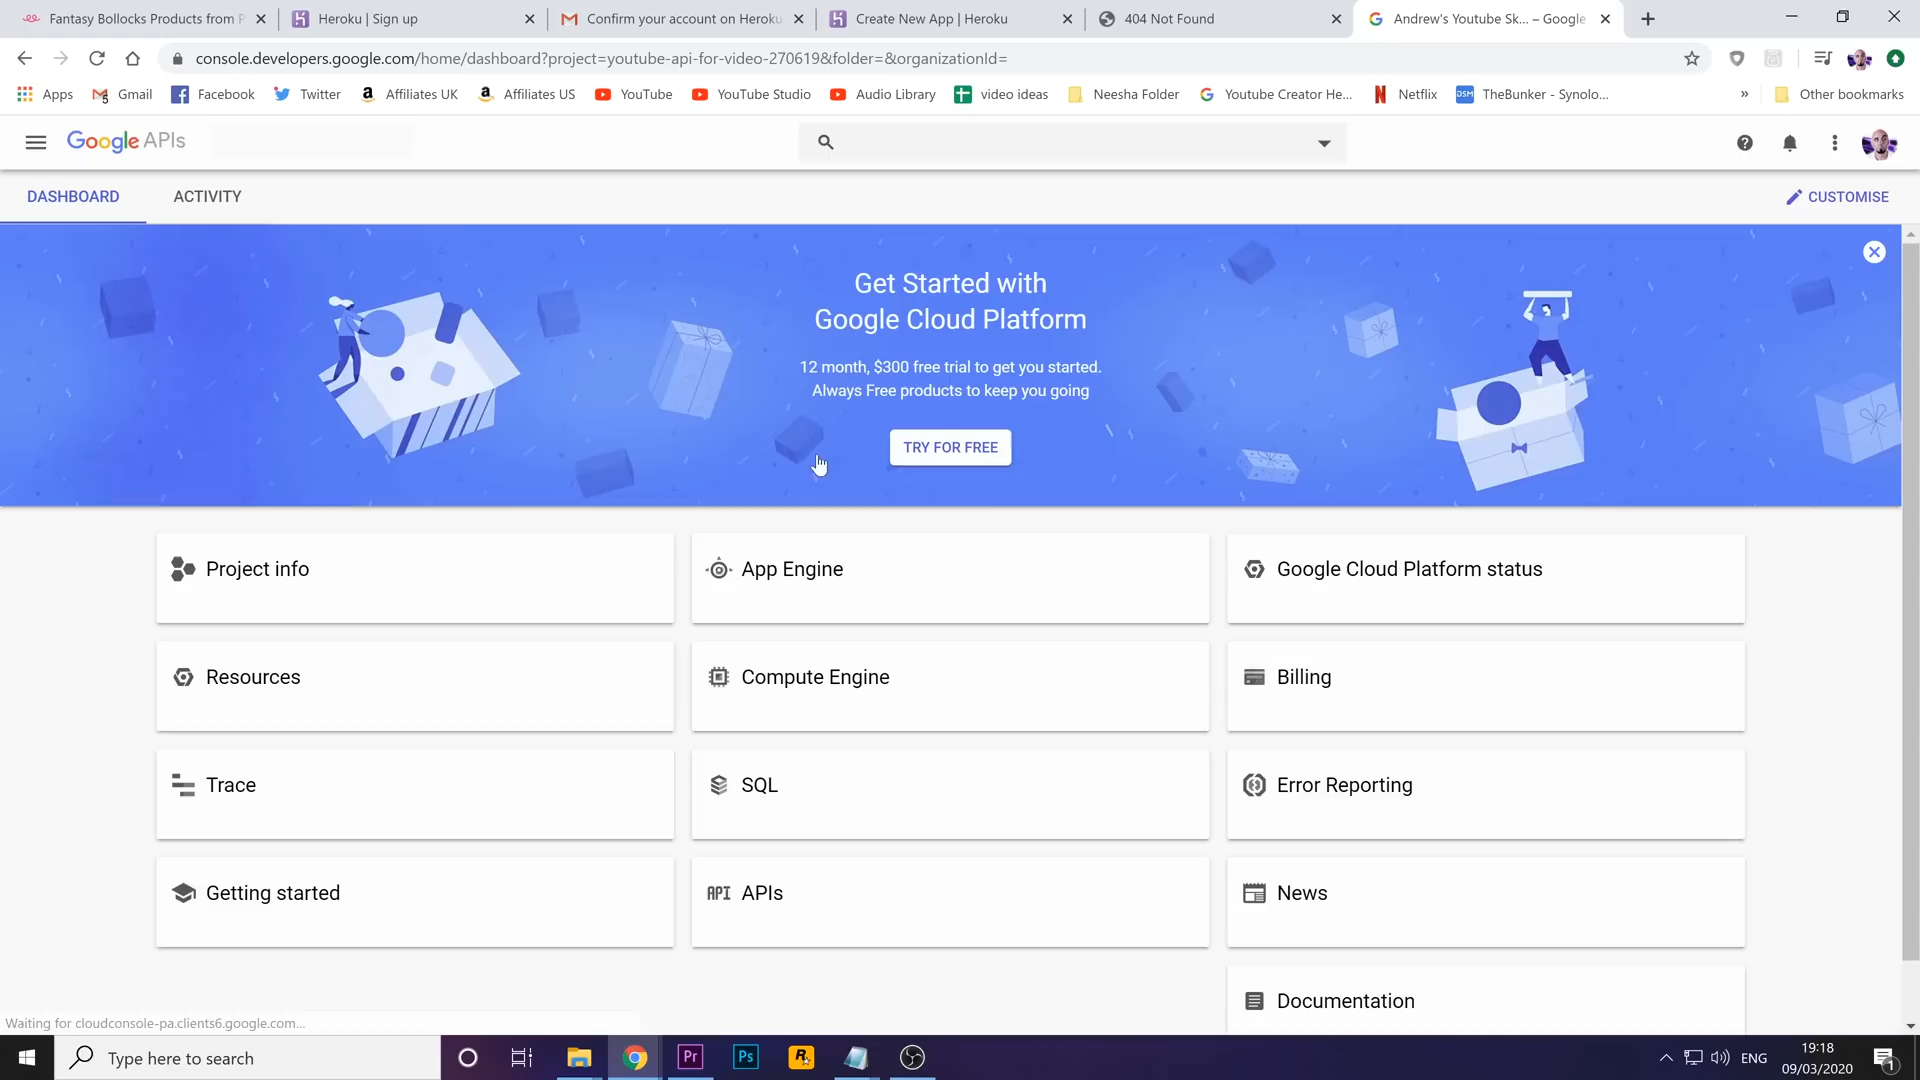 Fantasy Bollocks Products from P
Heroku | Sign up
Confirm your account on Heroku
Create New App | Heroku
404 Not Found
Andrew's Youtube Sk... – Google
console.developers.google.com/home/dashboard?project=youtube-api-for-video-270619&folder=&organizationId=
Apps
Gmail
Facebook
Twitter
Affiliates UK
Affiliates US
YouTube
YouTube Studio
Audio Library
video ideas
Neesha Folder
Youtube Creator He...
Netflix
DSM
TheBunker - Synolo...
»
Other bookmarks
Google APIs
DASHBOARD
ACTIVITY
CUSTOMISE
Get Started with
Google Cloud Platform
12 month, $300 free trial to get you started.
Always Free products to keep you going
TRY FOR FREE
Project info
App Engine
Google Cloud Platform status
Resources
Compute Engine
Billing
Trace
SQL
Error Reporting
Getting started
API APIs
News
Documentation
Waiting for cloudconsole-pa.clients6.google.com...
Type here to search
Pr
Ps
R
ENG
19:18
09/03/2020
1